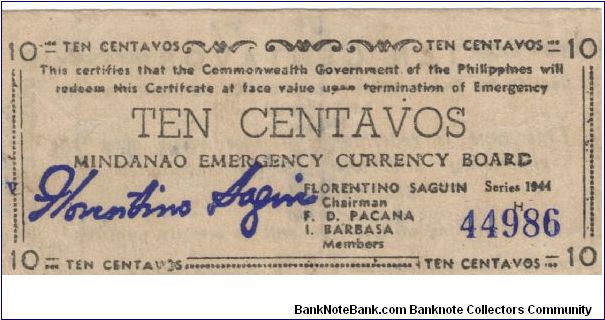 10 TEN CENTAVOS TEN CENTAVOS 10
This certifies that the Commonwealth Government of the Philippines will
redeem this Certifcate at face value upon termination of Emergency
TEN CENTAVOS
MINDANAO EMERGENCY CURRENCY BOARD
Florentino Saguin
FLORENTINO SAGUIN Series 1944
Chairman H
F. D. PACANA
I. BARBASA
Members
44986
10 TEN CENTAVOS TEN CENTAVOS 10
BankNoteBank.com Banknote Collectors Community